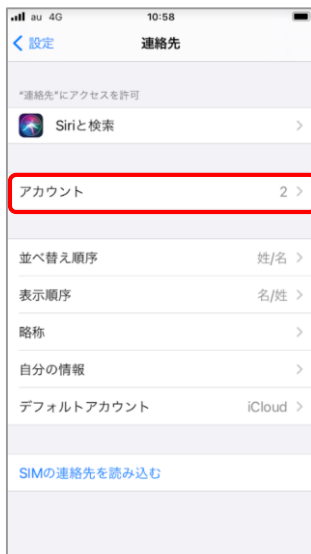 au 4G 10:58
設定 連絡先
"連絡先"にアクセスを許可
Siriと検索
アカウント 2
並べ替え順序 姓/名
表示順序 名/姓
略称
自分の情報
デフォルトアカウント iCloud
SIMの連絡先を読み込む